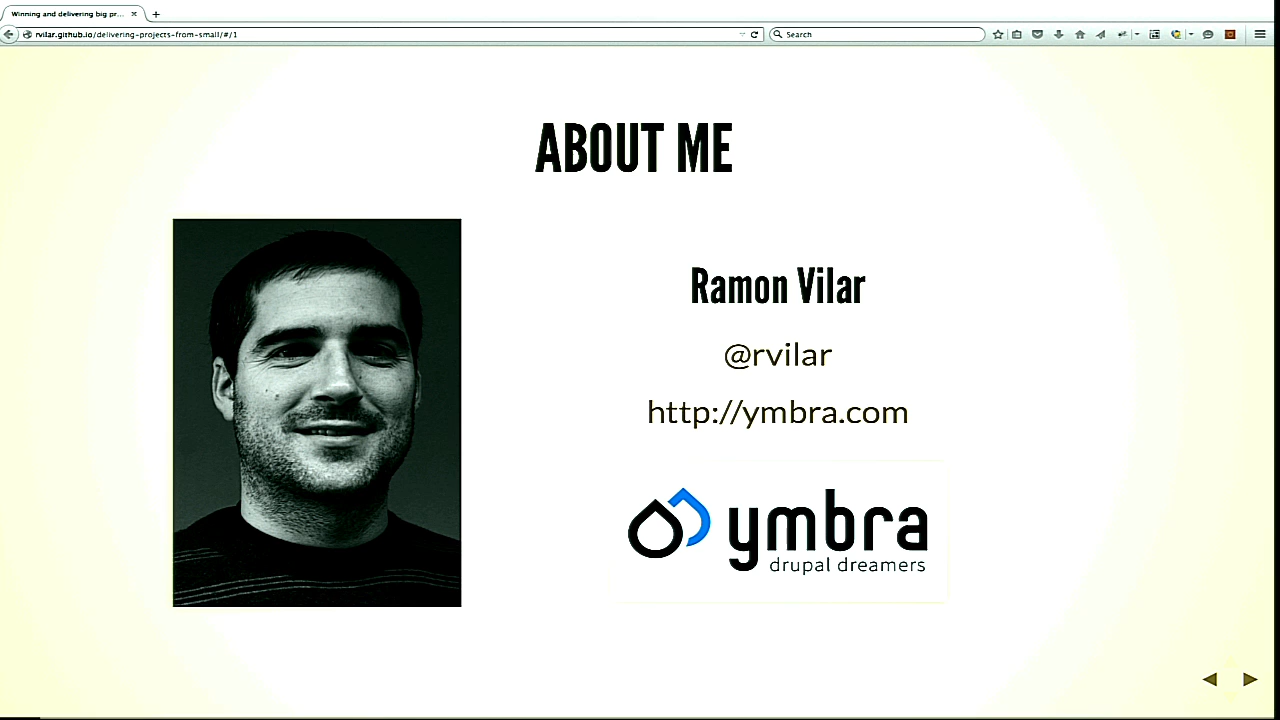 Winning and delivering big pr...
rvilar.github.io/delivering-projects-from-small/#/1
Search
ABOUT ME
Ramon Vilar
@rvilar
http://ymbra.com
ymbra
drupal dreamers